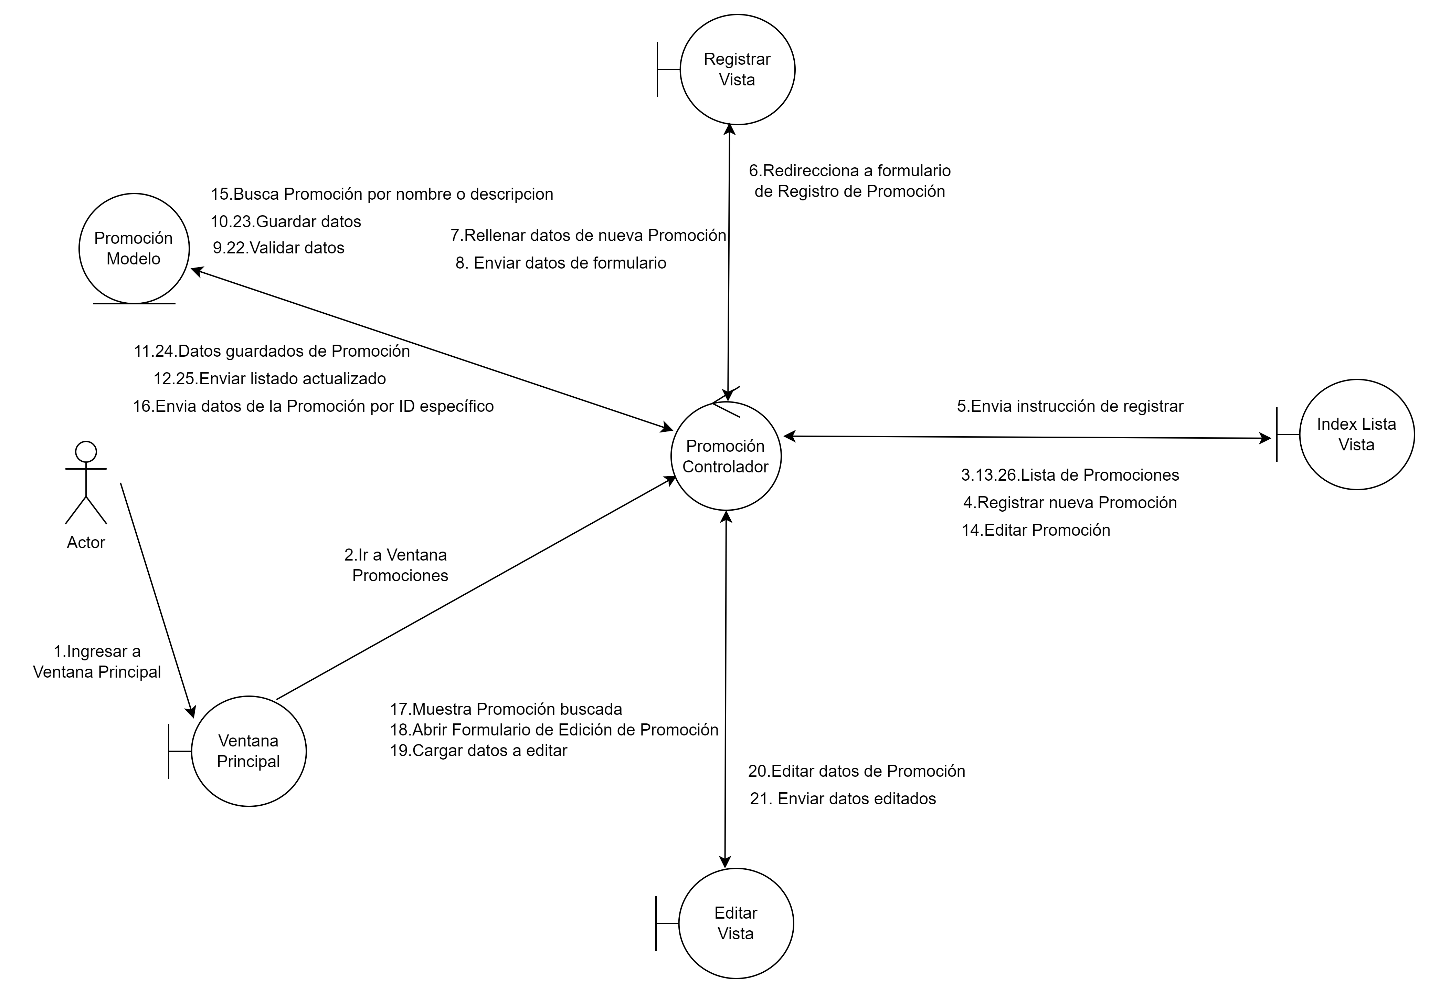 Registrar
Vista
6.Redirecciona a formulario
de Registro de Promoción
15.Busca Promoción por nombre o descripcion
10.23.Guardar datos
9.22.Validar datos
7.Rellenar datos de nueva Promoción
8. Enviar datos de formulario
Promoción
Modelo
11.24.Datos guardados de Promoción
12.25.Enviar listado actualizado
16.Envia datos de la Promoción por ID específico
Promoción
Controlador
5.Envia instrucción de registrar
Index Lista
Vista
3.13.26.Lista de Promociones
4.Registrar nueva Promoción
14.Editar Promoción
Actor
2.Ir a Ventana
Promociones
1.Ingresar a
Ventana Principal
Ventana
Principal
17.Muestra Promoción buscada
18.Abrir Formulario de Edición de Promoción
19.Cargar datos a editar
20.Editar datos de Promoción
21. Enviar datos editados
Editar
Vista